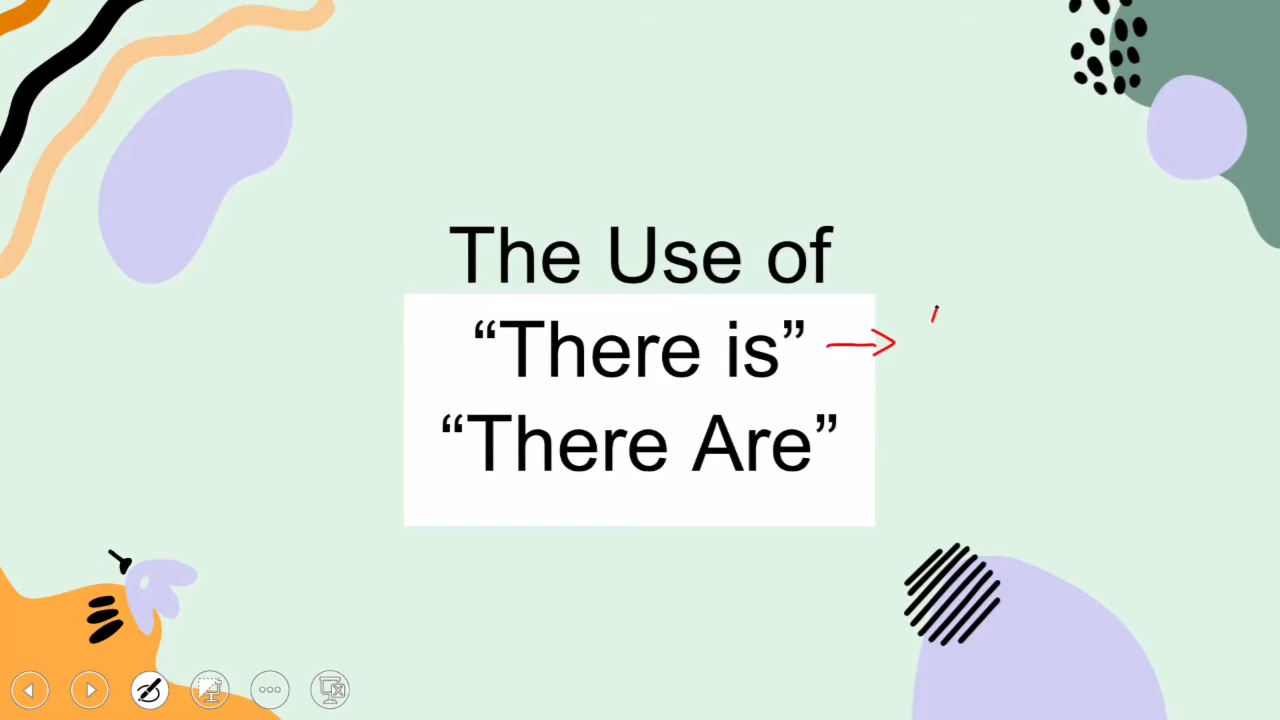 The Use of
“There is”
“There Are”